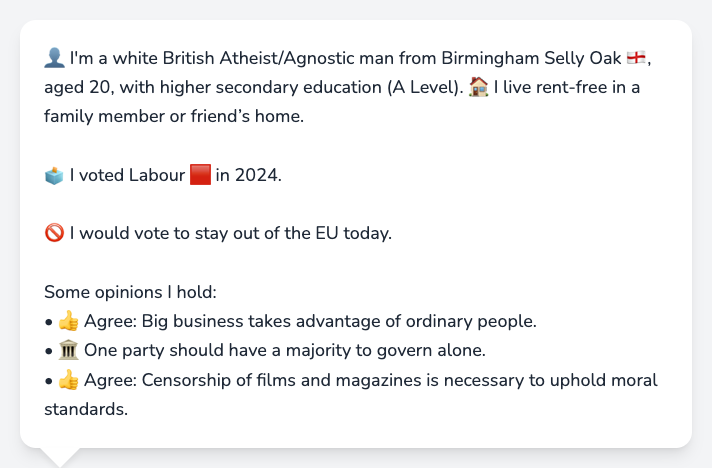 👤 I'm a white British Atheist/Agnostic man from Birmingham Selly Oak 🏴󠁧󠁢󠁥󠁮󠁧󠁿,
aged 20, with higher secondary education (A Level). 🏠 I live rent-free in a
family member or friend’s home.
🗳️ I voted Labour 🟥 in 2024.
🚫 I would vote to stay out of the EU today.
Some opinions I hold:
• 👍 Agree: Big business takes advantage of ordinary people.
• 🏛️ One party should have a majority to govern alone.
• 👍 Agree: Censorship of films and magazines is necessary to uphold moral
standards.